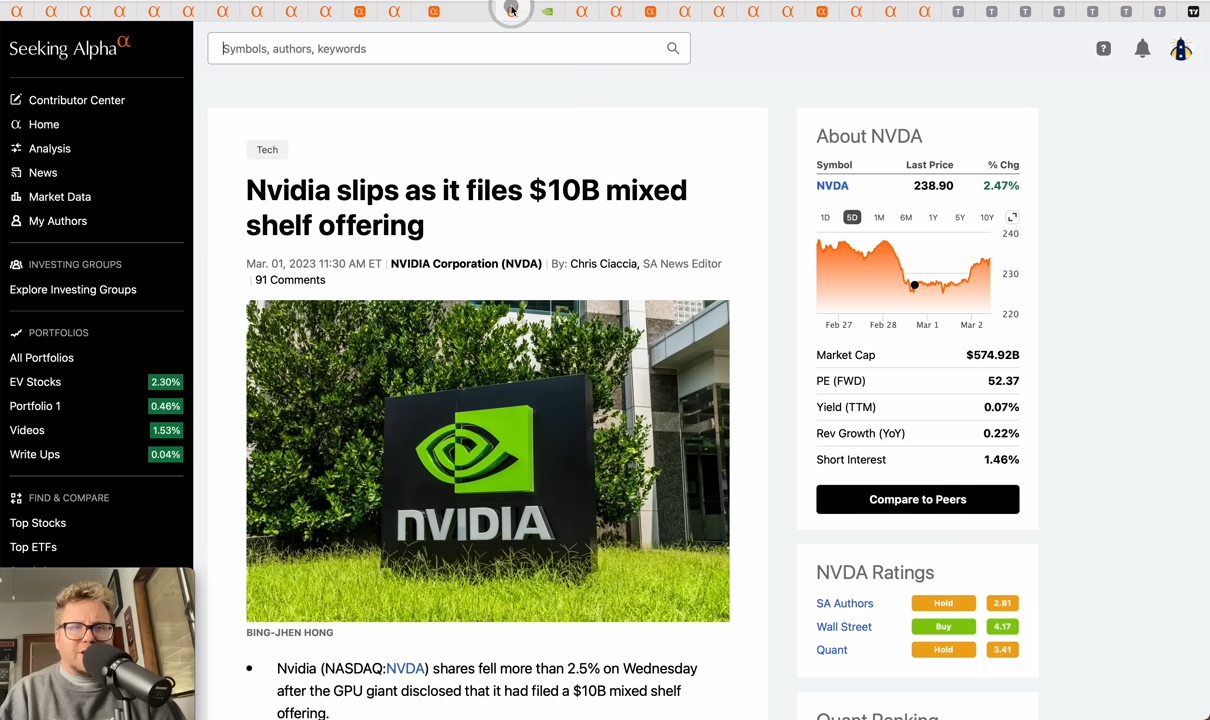 Seeking Alpha α
Symbols, authors, keywords
Contributor Center
Home
Analysis
News
Market Data
My Authors
INVESTING GROUPS
Explore Investing Groups
PORTFOLIOS
All Portfolios
EV Stocks 2.30%
Portfolio 1 0.46%
Videos 1.53%
Write Ups 0.04%
FIND & COMPARE
Top Stocks
Top ETFs
Tech
Nvidia slips as it files $10B mixed
shelf offering
Mar. 01, 2023 11:30 AM ET | NVIDIA Corporation (NVDA) | By: Chris Ciaccia, SA News Editor
| 91 Comments
NVIDIA
BING-JHEN HONG
• Nvidia (NASDAQ:NVDA) shares fell more than 2.5% on Wednesday
after the GPU giant disclosed that it had filed a $10B mixed shelf
offering.
About NVDA
Symbol Last Price % Chg
NVDA 238.90 2.47%
1D 5D 1M 6M 1Y 5Y 10Y
240
230
220
Feb 27 Feb 28 Mar 1 Mar 2
Market Cap $574.92B
PE (FWD) 52.37
Yield (TTM) 0.07%
Rev Growth (YoY) 0.22%
Short Interest 1.46%
Compare to Peers
NVDA Ratings
SA Authors Hold 2.81
Wall Street Buy 4.17
Quant Hold 3.41
Quant Ranking